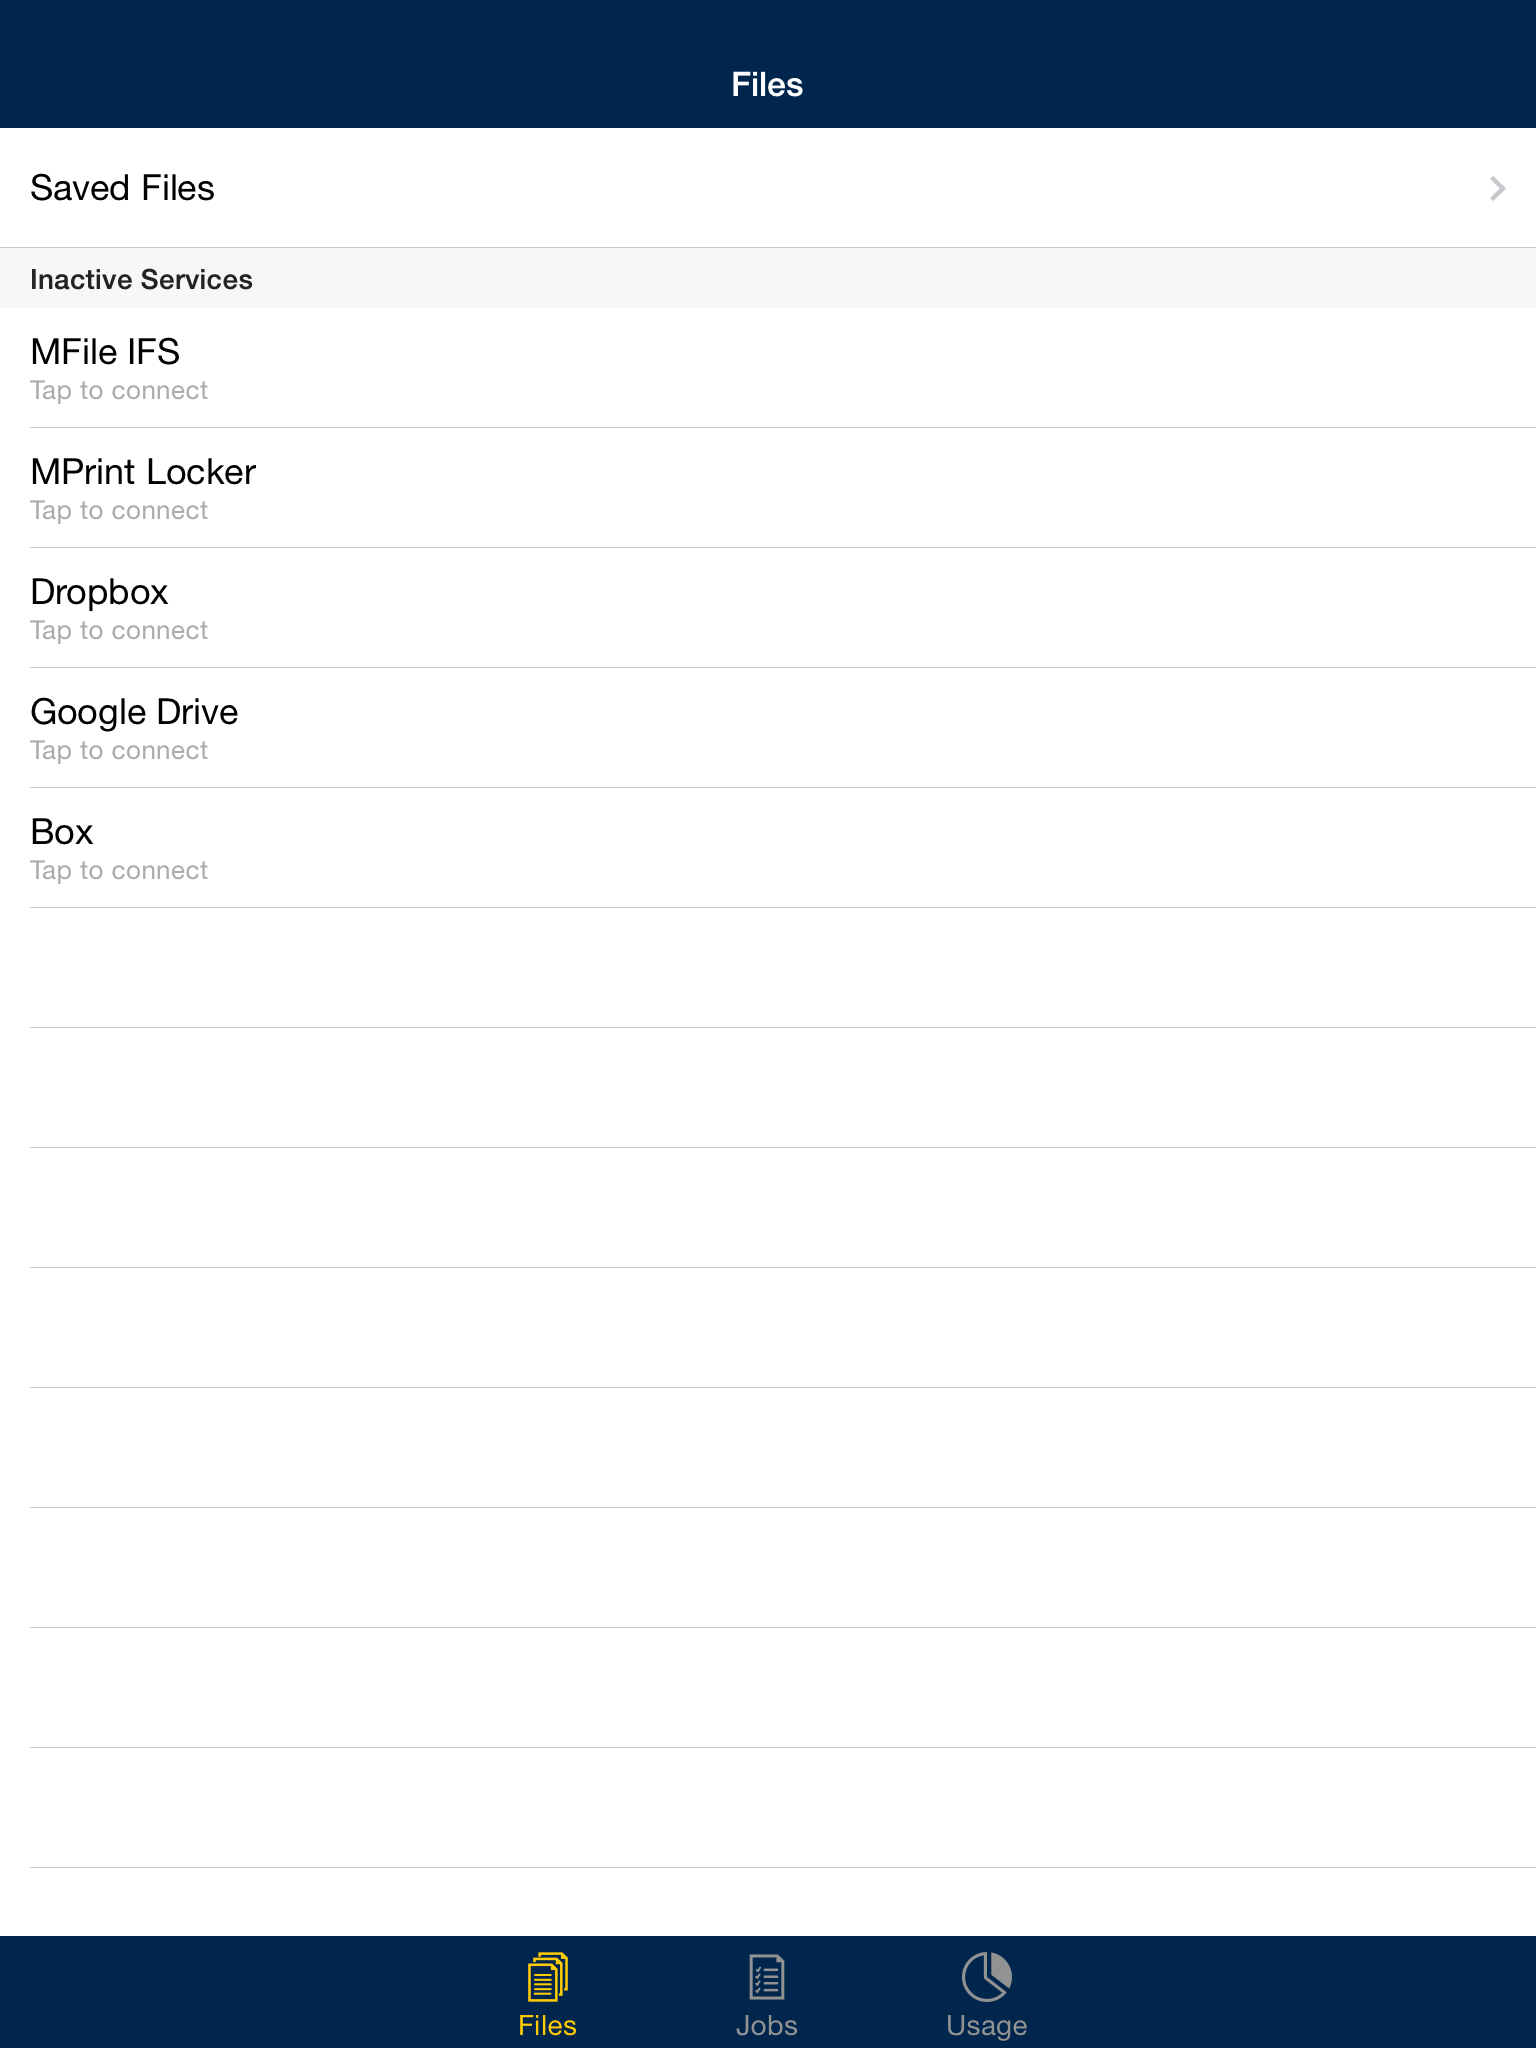 Files
Saved Files
Inactive Services
MFile IFS
Tap to connect
MPrint Locker
Tap to connect
Dropbox
Tap to connect
Google Drive
Tap to connect
Box
Tap to connect
Files
Jobs
Usage